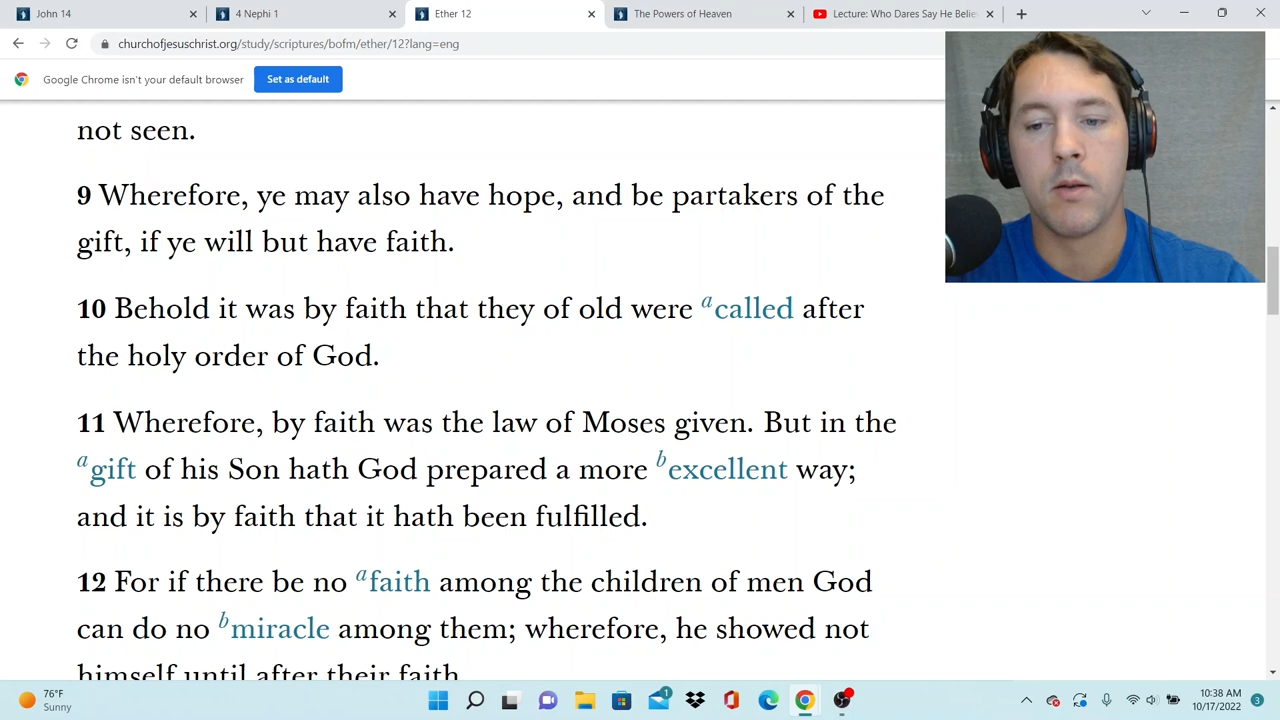 John 14
4 Nephi 1
Ether 12
The Powers of Heaven
Lecture: Who Dares Say He Belie
churchofjesuschrist.org/study/scriptures/bofm/ether/12?lang=eng
Google Chrome isn't your default browser
Set as default
not seen.
9 Wherefore, ye may also have hope, and be partakers of the
gift, if ye will but have faith.
10 Behold it was by faith that they of old were a called after
the holy order of God.
11 Wherefore, by faith was the law of Moses given. But in the
a gift of his Son hath God prepared a more b excellent way;
and it is by faith that it hath been fulfilled.
12 For if there be no a faith among the children of men God
can do no b miracle among them; wherefore, he showed not
himself until after their faith
76°F
Sunny
1
10:38 AM
10/17/2022
3